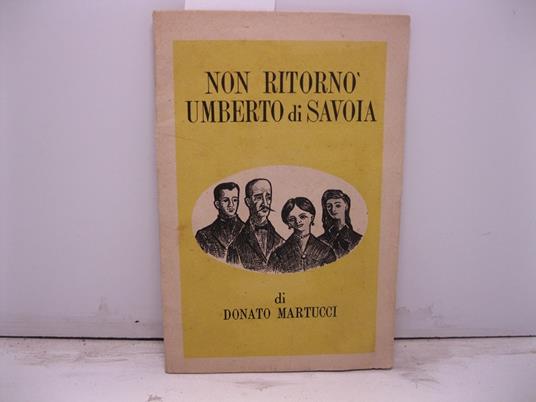 NON RITORNO'
UMBERTO di SAVOIA
di
DONATO MARTUCCI